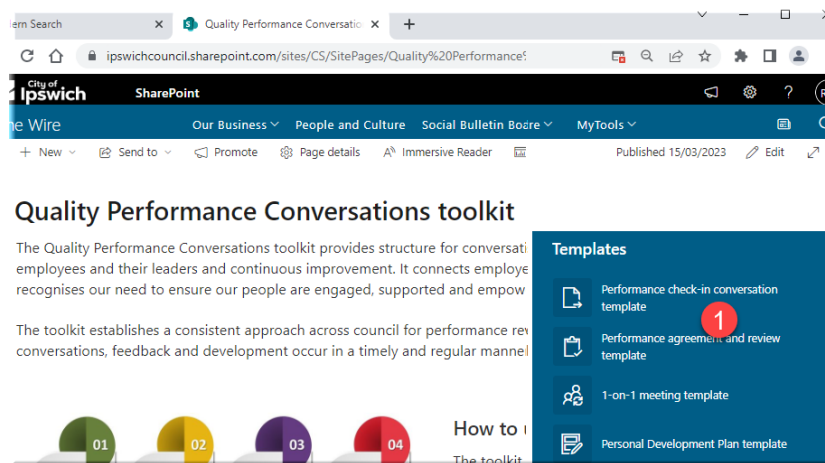 ern Search
Quality Performance Conversatio
ipswichcouncil.sharepoint.com/sites/CS/SitePages/Quality%20Performance%
City of
Ipswich
SharePoint
?
e Wire
Our Business
People and Culture
Social Bulletin Board
MyTools
+ New
Send to
Promote
Page details
Immersive Reader
Published 15/03/2023
Edit
Quality Performance Conversations toolkit
The Quality Performance Conversations toolkit provides structure for conversati
employees and their leaders and continuous improvement. It connects employe
recognises our need to ensure our people are engaged, supported and empow
The toolkit establishes a consistent approach across council for performance rev
conversations, feedback and development occur in a timely and regular manne
Templates
Performance check-in conversation
template
1
Performance agreement and review
template
1-on-1 meeting template
Personal Development Plan template
01
02
03
04
How to
The toolkit